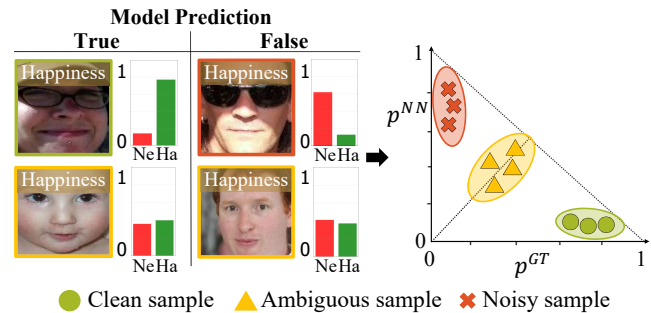 Model Prediction
True False
Happiness
1
0
Ne Ha
Happiness
1
0
Ne Ha
Happiness
1
0
Ne Ha
Happiness
1
0
Ne Ha
1
p^NN
0
0
p^GT
1
Clean sample Ambiguous sample Noisy sample